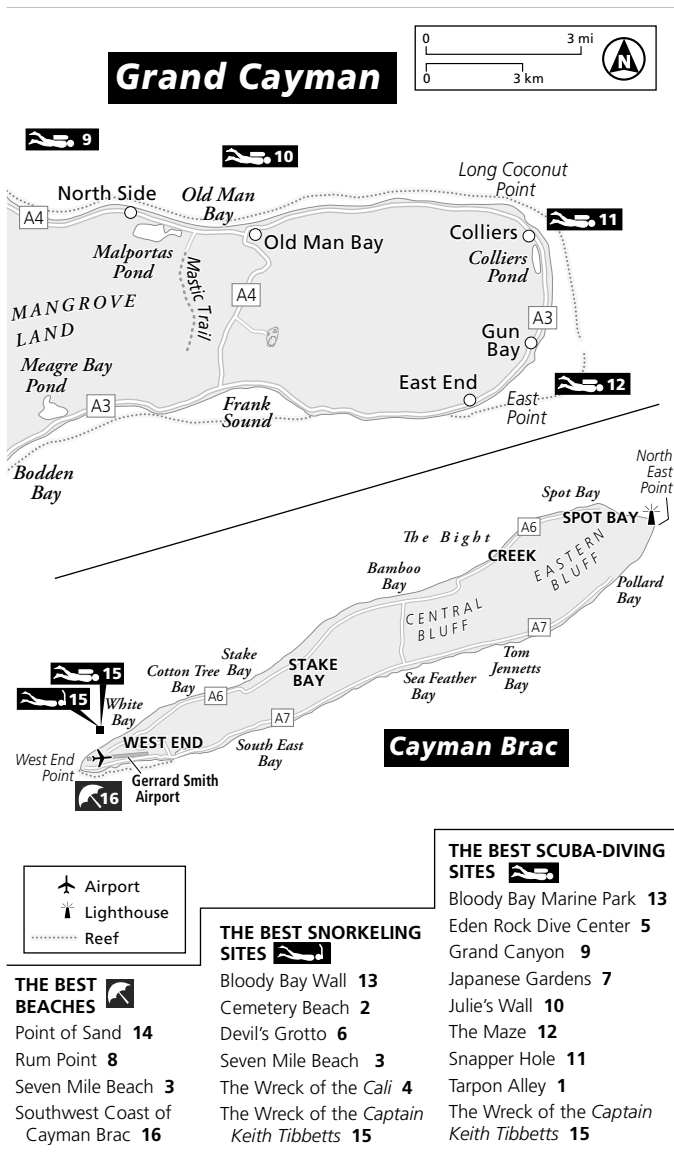 Grand Cayman
0 3 mi
0 3 km
N
9
10
Long Coconut
Point
North Side
Old Man
Bay
A4
11
Colliers
Old Man Bay
Malportas
Pond
Colliers
Pond
Mastic Trail
A4
MANGROVE
LAND
A3
Gun
Bay
Meagre Bay
Pond
East End
12
A3
Frank
Sound
East
Point
Bodden
Bay
North
East
Point
Spot Bay
SPOT BAY
A6
The Bight
CREEK
EASTERN
BLUFF
Bamboo
Bay
Pollard
Bay
CENTRAL
BLUFF
A7
Stake
Bay
Tom
Jennetts
Bay
STAKE
BAY
Cotton Tree
Bay
15
Sea Feather
Bay
A6
15
White
Bay
A7
WEST END
South East
Bay
Cayman Brac
West End
Point
Gerrard Smith
Airport
16
Airport
Lighthouse
Reef
THE BEST
BEACHES
Point of Sand 14
Rum Point 8
Seven Mile Beach 3
Southwest Coast of
Cayman Brac 16
THE BEST SNORKELING
SITES
Bloody Bay Wall 13
Cemetery Beach 2
Devil's Grotto 6
Seven Mile Beach 3
The Wreck of the Cali 4
The Wreck of the Captain
Keith Tibbetts 15
THE BEST SCUBA-DIVING
SITES
Bloody Bay Marine Park 13
Eden Rock Dive Center 5
Grand Canyon 9
Japanese Gardens 7
Julie's Wall 10
The Maze 12
Snapper Hole 11
Tarpon Alley 1
The Wreck of the Captain
Keith Tibbetts 15